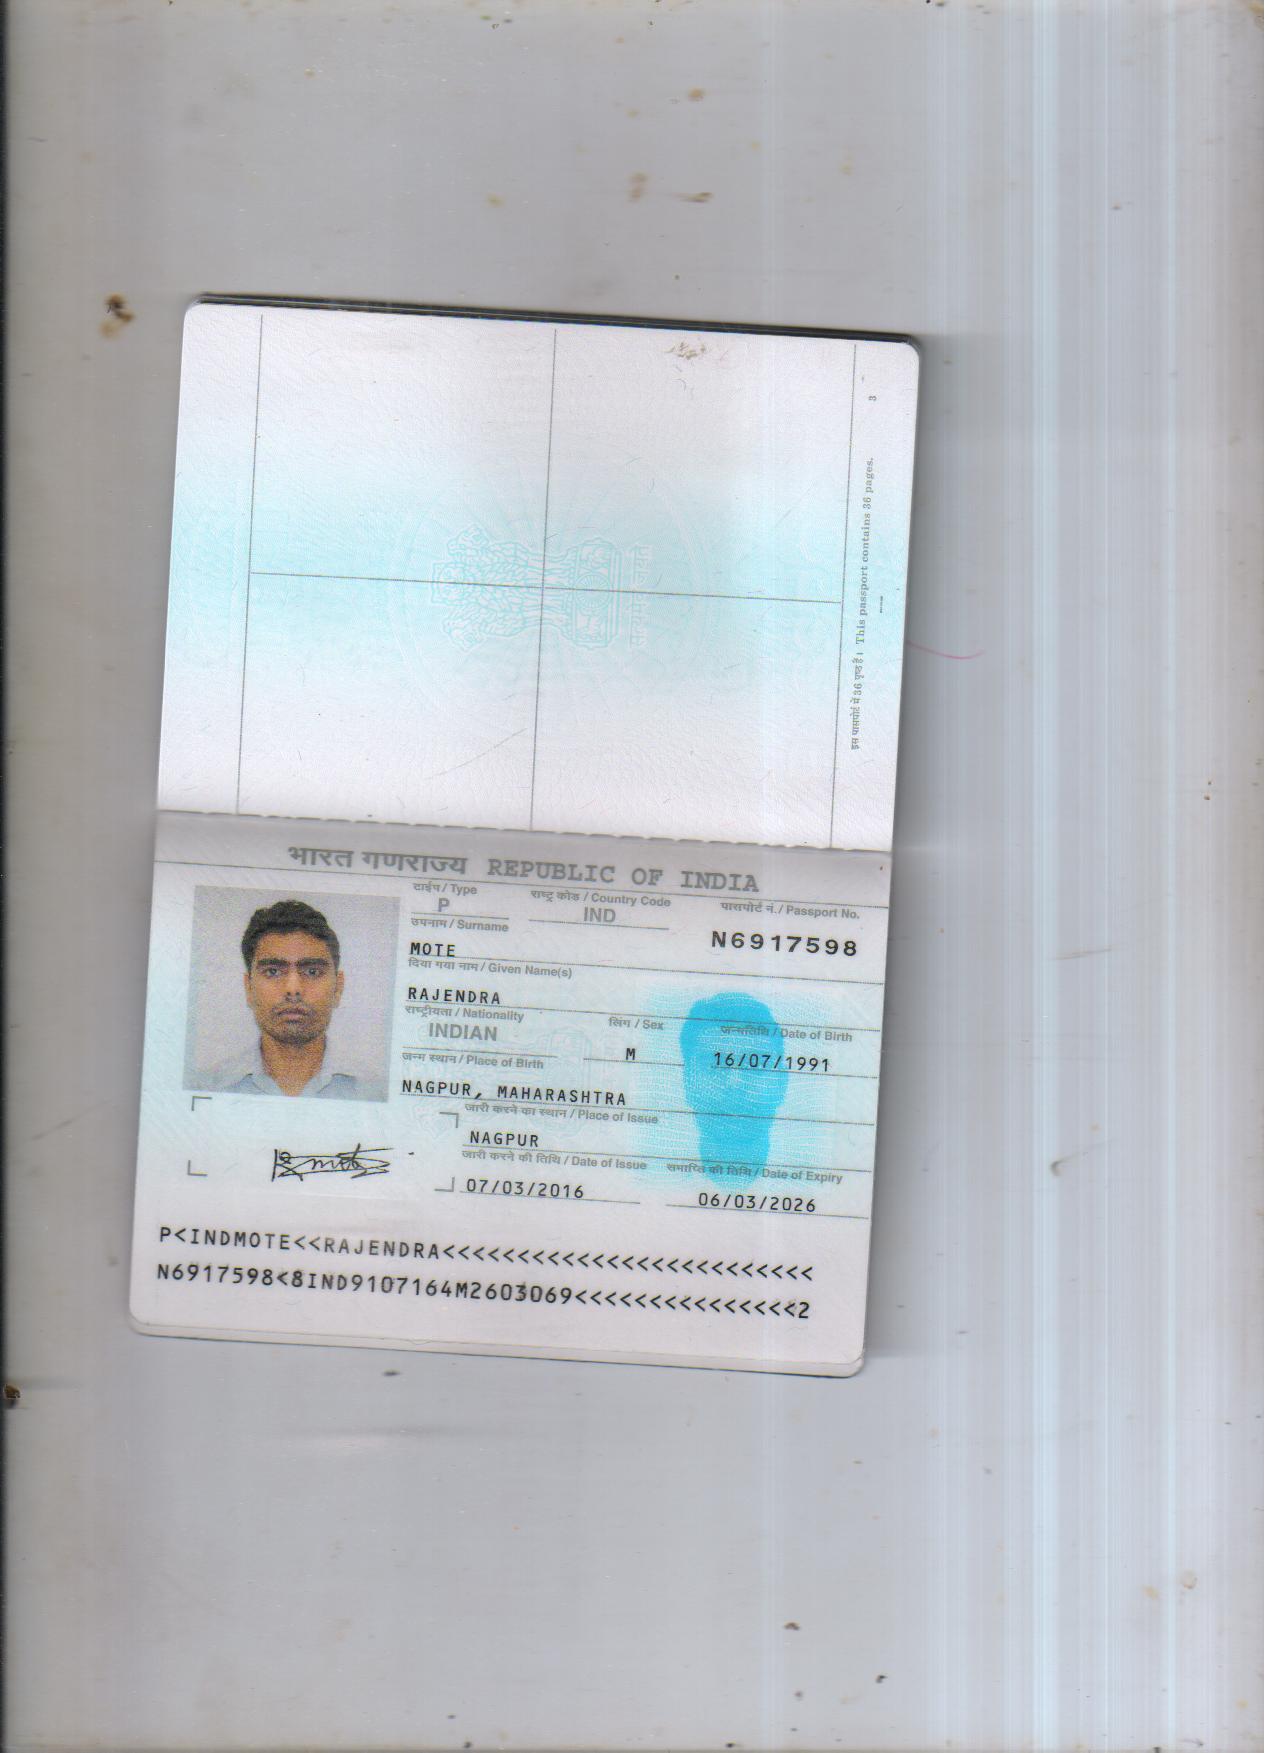 3
इस पासपोर्ट में 36 पृष्ठ हैं। This passport contains 36 pages.
भारत गणराज्य REPUBLIC OF INDIA
टाईप / Type राष्ट्र कोड / Country Code पासपोर्ट नं. / Passport No.
P IND N6917598
उपनाम / Surname
MOTE
दिया गया नाम / Given Name(s)
RAJENDRA
राष्ट्रीयता / Nationality लिंग / Sex जन्मतिथि / Date of Birth
INDIAN M 16/07/1991
जन्म स्थान / Place of Birth
NAGPUR, MAHARASHTRA
जारी करने का स्थान / Place of Issue
NAGPUR
जारी करने की तिथि / Date of Issue समाप्ति की तिथि / Date of Expiry
07/03/2016 06/03/2026
P<INDMOTE<<RAJENDRA<<<<<<<<<<<<<<<<<<<<<<<<<
N6917598<8IND9107164M2603069<<<<<<<<<<<<<<<2